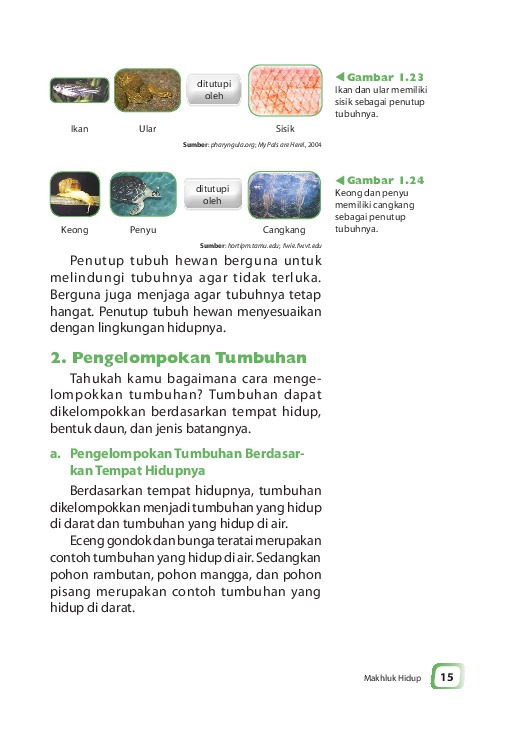 ditutupi
oleh
Ikan
Ular
Sisik
Sumber: pharyngula.org; My Pals are Here!, 2004
Gambar 1.23
Ikan dan ular memiliki
sisik sebagai penutup
tubuhnya.
ditutupi
oleh
Keong
Penyu
Cangkang
Sumber: hortipm.tamu.edu; fwie.fwvt.edu
Gambar 1.24
Keong dan penyu
memiliki cangkang
sebagai penutup
tubuhnya.
Penutup tubuh hewan berguna untuk
melindungi tubuhnya agar tidak terluka.
Berguna juga menjaga agar tubuhnya tetap
hangat. Penutup tubuh hewan menyesuaikan
dengan lingkungan hidupnya.
2. Pengelompokan Tumbuhan
Tahukah kamu bagaimana cara menge-
lompokkan tumbuhan? Tumbuhan dapat
dikelompokkan berdasarkan tempat hidup,
bentuk daun, dan jenis batangnya.
a. Pengelompokan Tumbuhan Berdasar-
kan Tempat Hidupnya
Berdasarkan tempat hidupnya, tumbuhan
dikelompokkan menjadi tumbuhan yang hidup
di darat dan tumbuhan yang hidup di air.
Eceng gondok dan bunga teratai merupakan
contoh tumbuhan yang hidup di air. Sedangkan
pohon rambutan, pohon mangga, dan pohon
pisang merupakan contoh tumbuhan yang
hidup di darat.
Makhluk Hidup
15